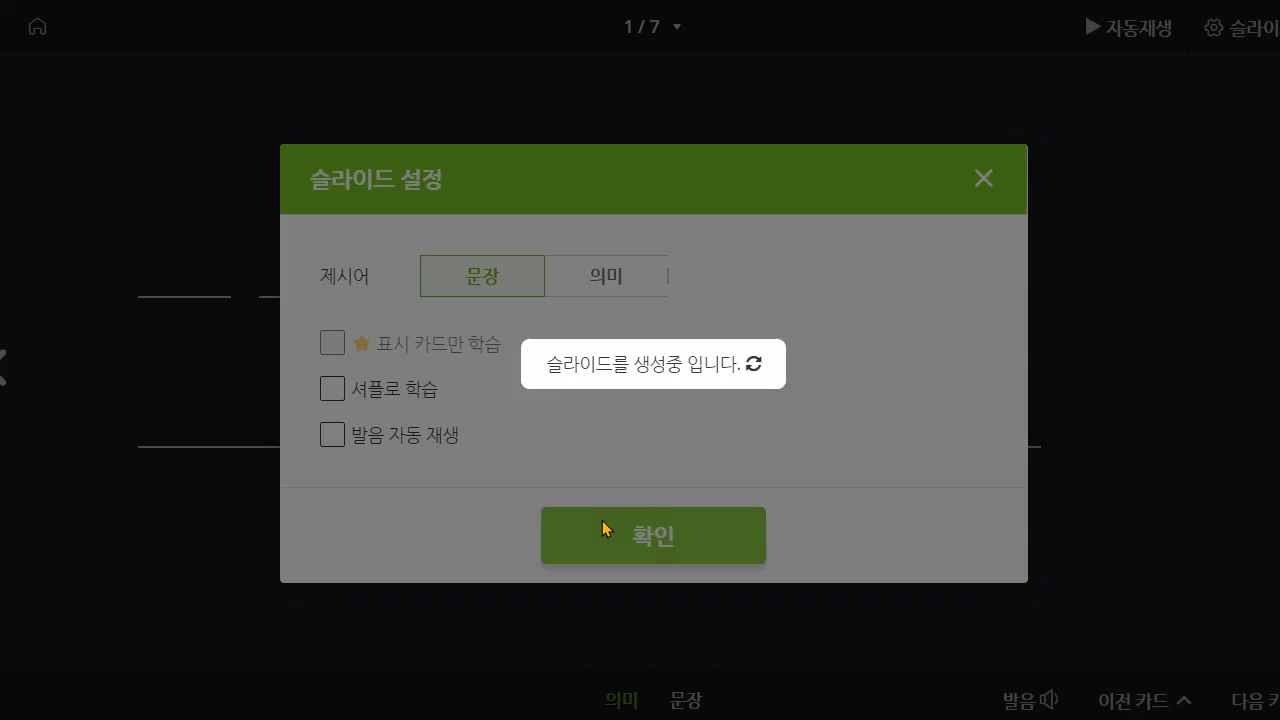 1 / 7
자동재생
슬라이
슬라이드 설정
제시어
문장
의미
표시 카드만 학습
슬라이드를 생성중 입니다.
셔플로 학습
발음 자동 재생
확인
의미
문장
발음
이전 카드
다음